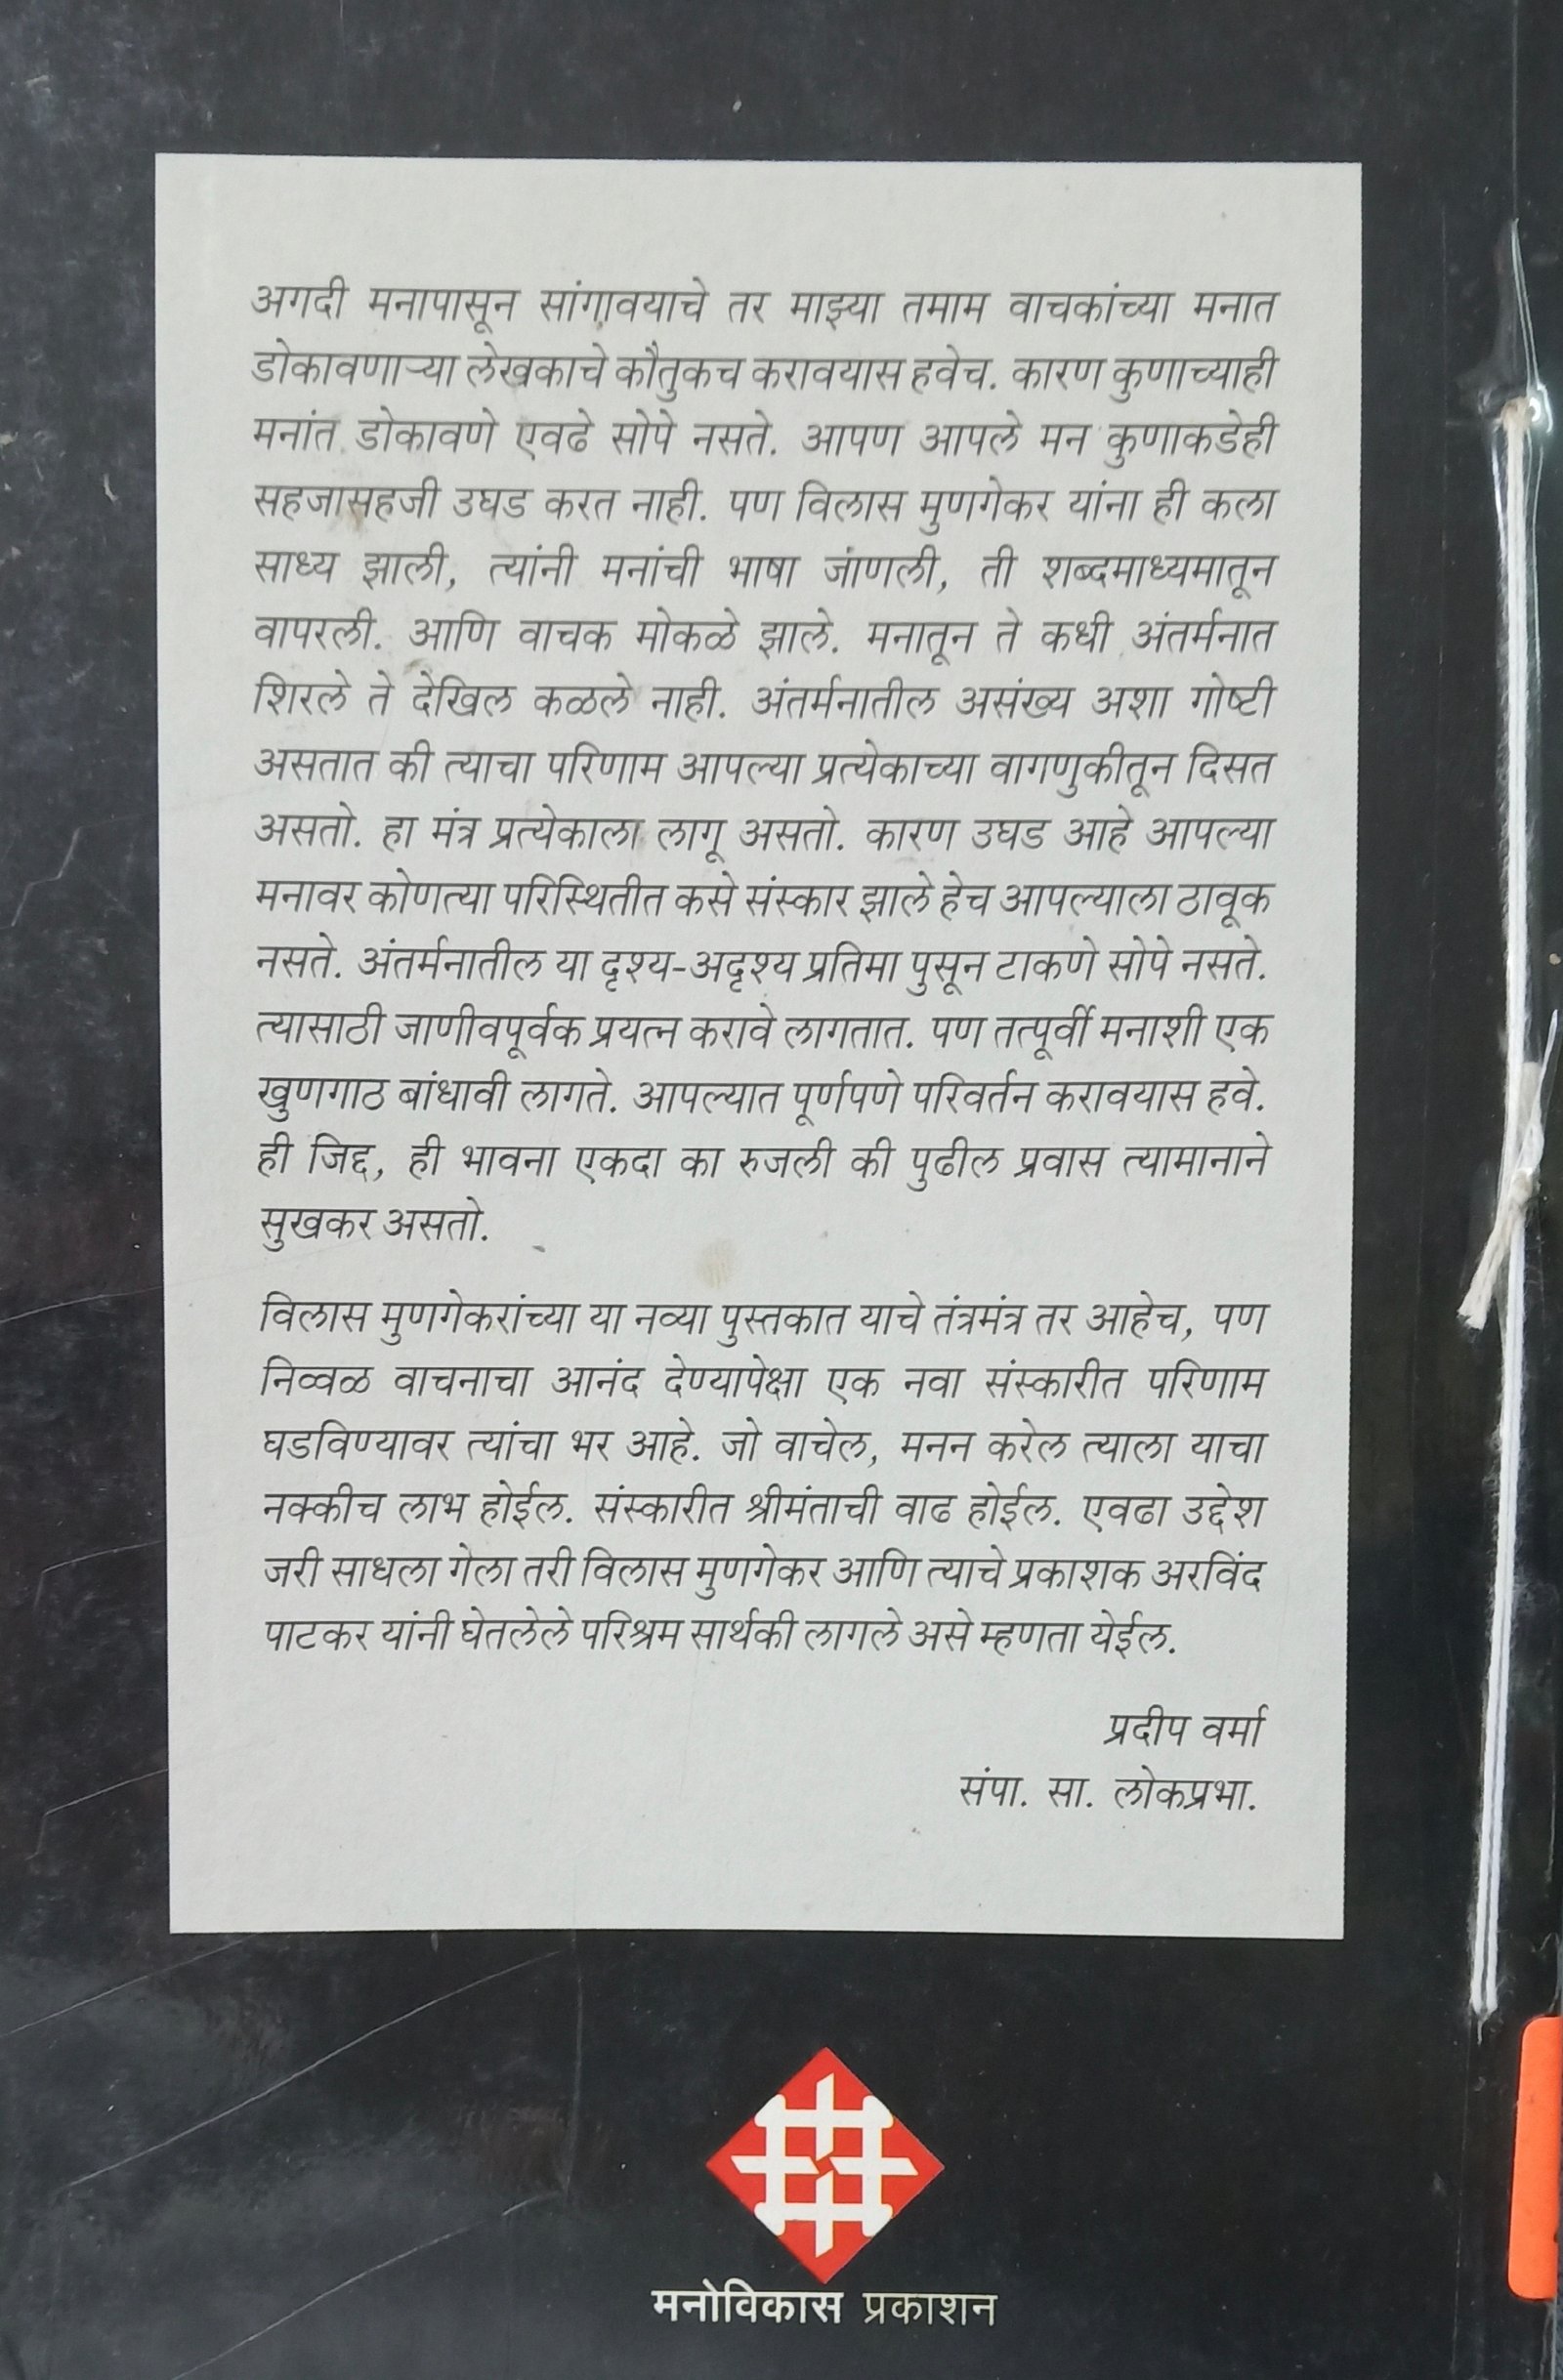 अगदी मनापासून सांगावयाचे तर माझ्या तमाम वाचकांच्या मनात
डोकावणाऱ्या लेखकाचे कौतुकच करावयास हवेच. कारण कुणाच्याही
मनांत डोकावणे एवढे सोपे नसते. आपण आपले मन कुणाकडेही
सहजासहजी उघड करत नाही. पण विलास मुणगेकर यांना ही कला
साध्य झाली, त्यांनी मनांची भाषा जांणली, ती शब्दमाध्यमातून
वापरली. आणि वाचक मोकळे झाले. मनातून ते कधी अंतर्मनात
शिरले ते देखिल कळले नाही. अंतर्मनातील असंख्य अशा गोष्टी
असतात की त्याचा परिणाम आपल्या प्रत्येकाच्या वागणुकीतून दिसत
असतो. हा मंत्र प्रत्येकाला लागू असतो. कारण उघड आहे आपल्या
मनावर कोणत्या परिस्थितीत कसे संस्कार झाले हेच आपल्याला ठावूक
नसते. अंतर्मनातील या दृश्य-अदृश्य प्रतिमा पुसून टाकणे सोपे नसते.
त्यासाठी जाणीवपूर्वक प्रयत्न करावे लागतात. पण तत्पूर्वी मनाशी एक
खुणगाठ बांधावी लागते. आपल्यात पूर्णपणे परिवर्तन करावयास हवे.
ही जिद्द, ही भावना एकदा का रुजली की पुढील प्रवास त्यामानाने
सुखकर असतो.
विलास मुणगेकरांच्या या नव्या पुस्तकात याचे तंत्रमंत्र तर आहेच, पण
निव्वळ वाचनाचा आनंद देण्यापेक्षा एक नवा संस्कारीत परिणाम
घडविण्यावर त्यांचा भर आहे. जो वाचेल, मनन करेल त्याला याचा
नक्कीच लाभ होईल. संस्कारीत श्रीमंताची वाढ होईल. एवढा उद्देश
जरी साधला गेला तरी विलास मुणगेकर आणि त्याचे प्रकाशक अरविंद
पाटकर यांनी घेतलेले परिश्रम सार्थकी लागले असे म्हणता येईल.
प्रदीप वर्मा
संपा. सा. लोकप्रभा.
मनोविकास प्रकाशन